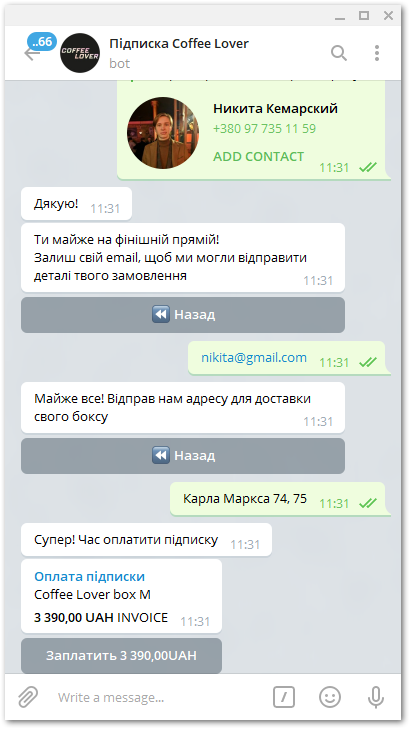 ..66
COFFEE
LOVER
Підписка Coffee Lover
bot
Никита Кемарский
+380 97 735 11 59
ADD CONTACT
11:31
Дякую!
11:31
Ти майже на фінішній прямій!
Залиш свій email, щоб ми могли відправити
деталі твого замовлення
11:31
Назад
nikita@gmail.com
11:31
Майже все! Відправ нам адресу для доставки
свого боксу
11:31
Назад
Карла Маркса 74, 75
11:31
Супер! Час оплатити підписку
11:31
Оплата підписки
Coffee Lover box M
3 390,00 UAH INVOICE
11:31
Заплатить 3 390,00UAH
Write a message...